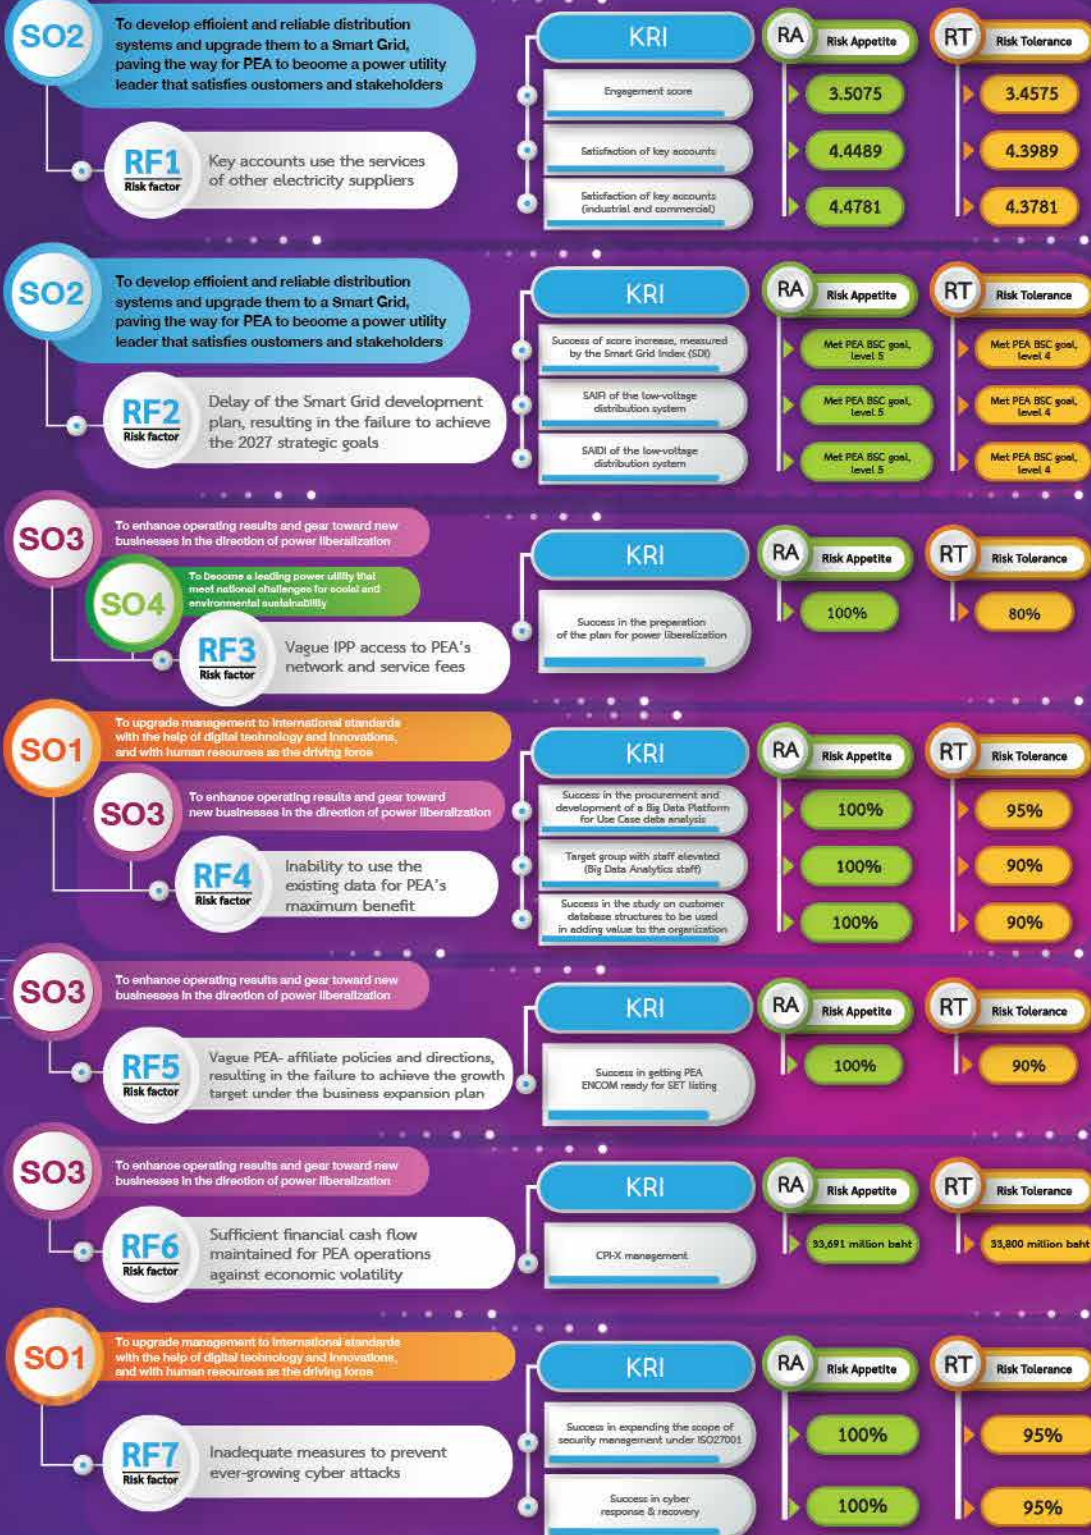 SO2
To develop efficient and reliable distribution
systems and upgrade them to a Smart Grid,
paving the way for PEA to become a power utility
leader that satisfies customers and stakeholders
RF1
Risk factor
Key accounts use the services
of other electricity suppliers
KRI
RA
Risk Appetite
RT
Risk Tolerance
Engagement score
3.5075
3.4575
Satisfaction of key accounts
4.4489
4.3989
Satisfaction of key accounts
(industrial and commercial)
4.4781
4.3781
SO2
To develop efficient and reliable distribution
systems and upgrade them to a Smart Grid,
paving the way for PEA to become a power utility
leader that satisfies customers and stakeholders
RF2
Risk factor
Delay of the Smart Grid development
plan, resulting in the failure to achieve
the 2027 strategic goals
KRI
RA
Risk Appetite
RT
Risk Tolerance
Success of score increase, measured
by the Smart Grid Index (SDI)
Met PEA BSC goal,
level 5
Met PEA BSC goal,
level 4
SAIFI of the low-voltage
distribution system
Met PEA BSC goal,
level 5
Met PEA BSC goal,
level 4
SAIDI of the low-voltage
distribution system
Met PEA BSC goal,
level 5
Met PEA BSC goal,
level 4
SO3
To enhance operating results and gear toward new
businesses in the direction of power liberalization
SO4
To become a leading power utility that
meet national challenges for social and
environmental sustainability
RF3
Risk factor
Vague IPP access to PEA's
network and service fees
KRI
RA
Risk Appetite
RT
Risk Tolerance
Success in the preparation
of the plan for power liberalization
100%
80%
SO1
To upgrade management to international standards
with the help of digital technology and innovations,
and with human resources as the driving force
SO3
To enhance operating results and gear toward
new businesses in the direction of power liberalization
RF4
Risk factor
Inability to use the
existing data for PEA's
maximum benefit
KRI
RA
Risk Appetite
RT
Risk Tolerance
Success in the procurement and
development of a Big Data Platform
for Use Case data analysis
100%
95%
Target group with staff elevated
(Big Data Analytics staff)
100%
90%
Success in the study on customer
database structures to be used
in adding value to the organization
100%
90%
SO3
To enhance operating results and gear toward new
businesses in the direction of power liberalization
RF5
Risk factor
Vague PEA- affiliate policies and directions,
resulting in the failure to achieve the growth
target under the business expansion plan
KRI
RA
Risk Appetite
RT
Risk Tolerance
Success in getting PEA
ENCOM ready for SET listing
100%
90%
SO3
To enhance operating results and gear toward new
businesses in the direction of power liberalization
RF6
Risk factor
Sufficient financial cash flow
maintained for PEA operations
against economic volatility
KRI
RA
Risk Appetite
RT
Risk Tolerance
CPI-X management
33,691 million baht
33,800 million baht
SO1
To upgrade management to international standards
with the help of digital technology and innovations,
and with human resources as the driving force
RF7
Risk factor
Inadequate measures to prevent
ever-growing cyber attacks
KRI
RA
Risk Appetite
RT
Risk Tolerance
Success in expanding the scope of
security management under ISO27001
100%
95%
Success in cyber
response & recovery
100%
95%